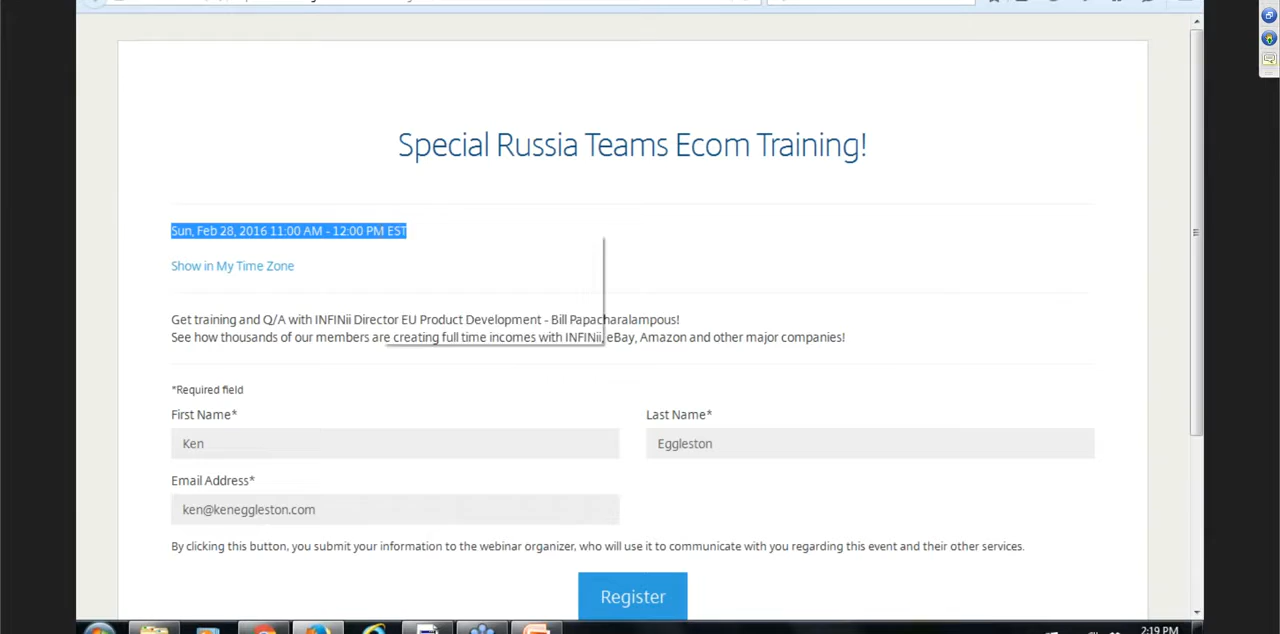 Special Russia Teams Ecom Training!
Sun, Feb 28, 2016 11:00 AM - 12:00 PM EST
Show in My Time Zone
Get training and Q/A with INFINii Director EU Product Development - Bill Papacharalampous!
See how thousands of our members are creating full time incomes with INFINii, eBay, Amazon and other major companies!
*Required field
First Name*
Last Name*
Ken
Eggleston
Email Address*
ken@keneggleston.com
By clicking this button, you submit your information to the webinar organizer, who will use it to communicate with you regarding this event and their other services.
Register
2:19 PM